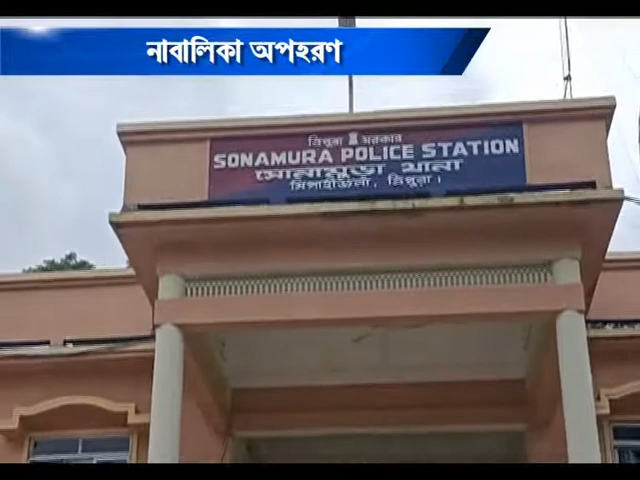 নাবালিকা অপহরণ
ত্রিপুরা সরকার
SONAMURA POLICE STATION
সোনামুড়া থানা
সিপাহীজলা, ত্রিপুরা ।